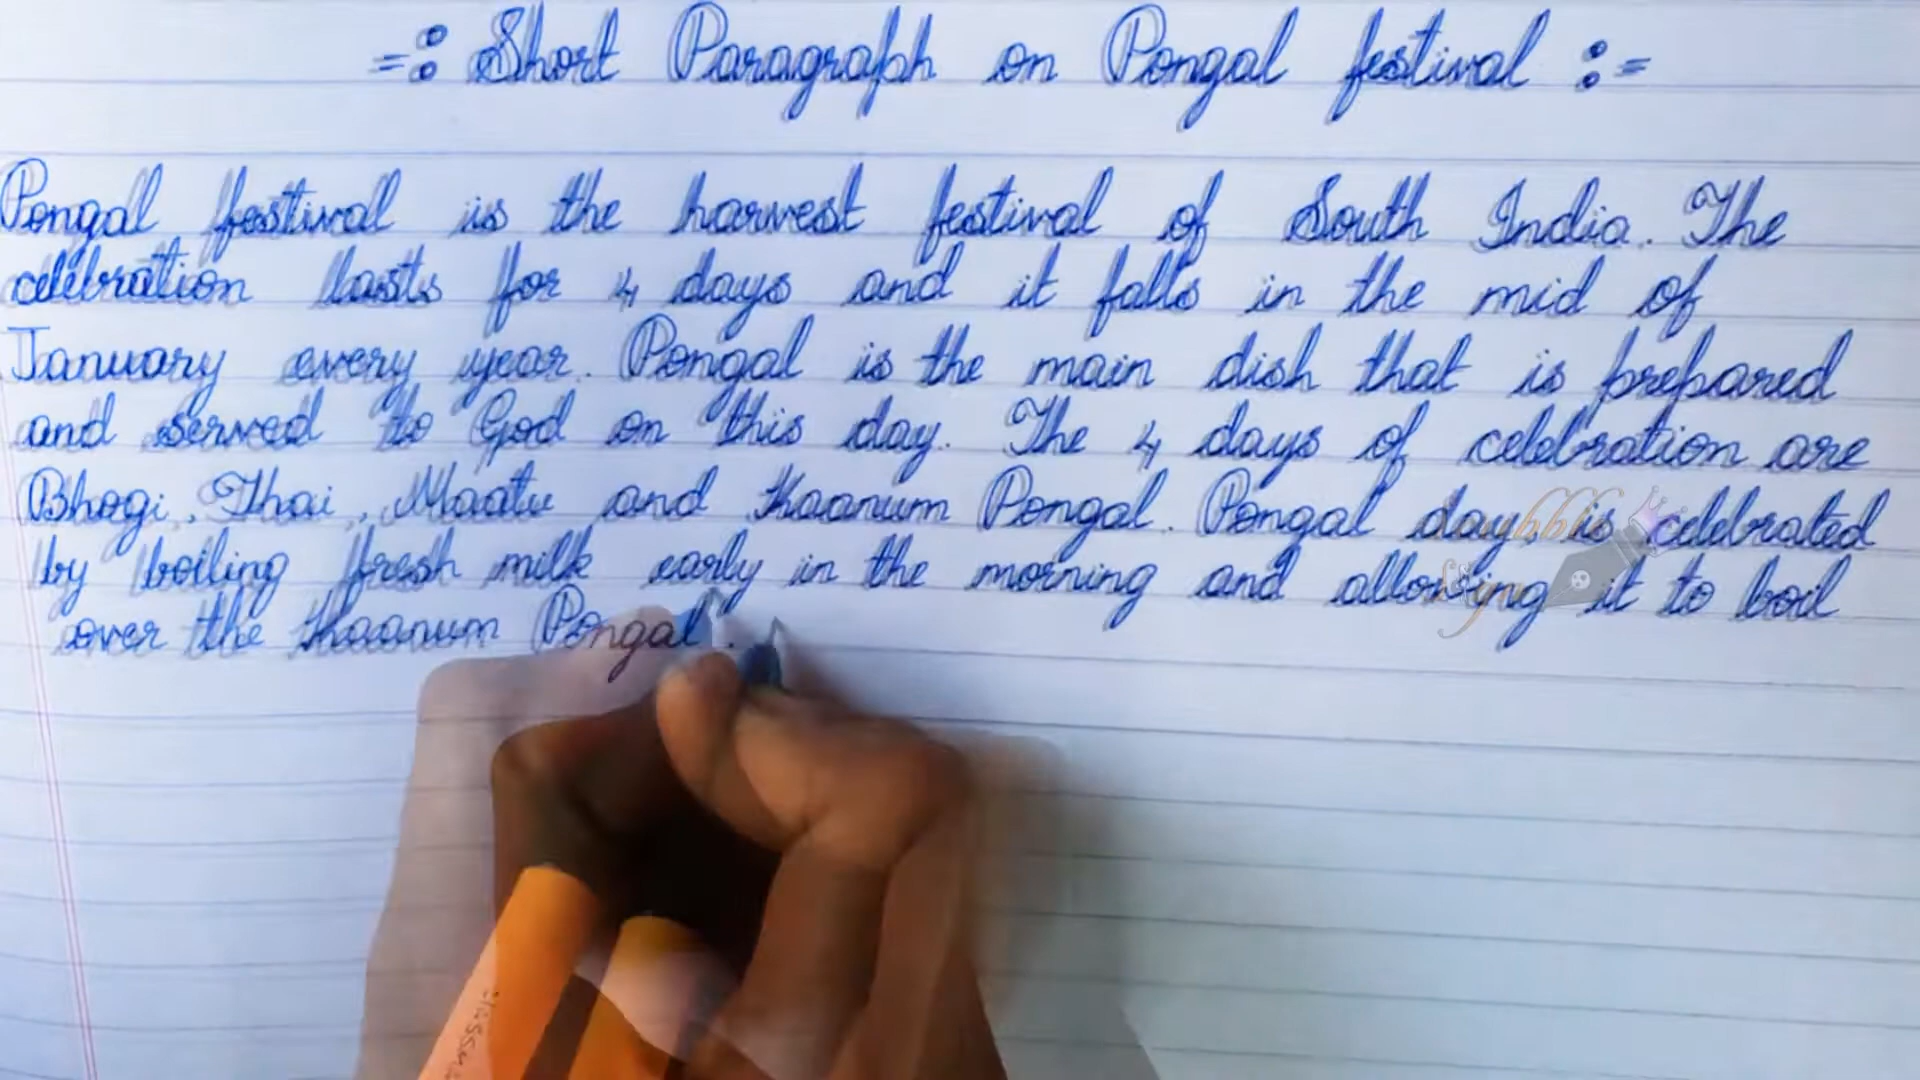 =: Short Paragraph on Pongal festival :=
Pongal festival is the harvest festival of South India. The
celebration lasts for 4 days and it falls in the mid of
January every year. Pongal is the main dish that is prepared
and served to God on this day. The 4 days of celebration are
Bhogi, Thai, Maatu and Kaanum Pongal. Pongal day is celebrated
by boiling fresh milk early in the morning and allowing it to boil
over the Kaanum Pongal.